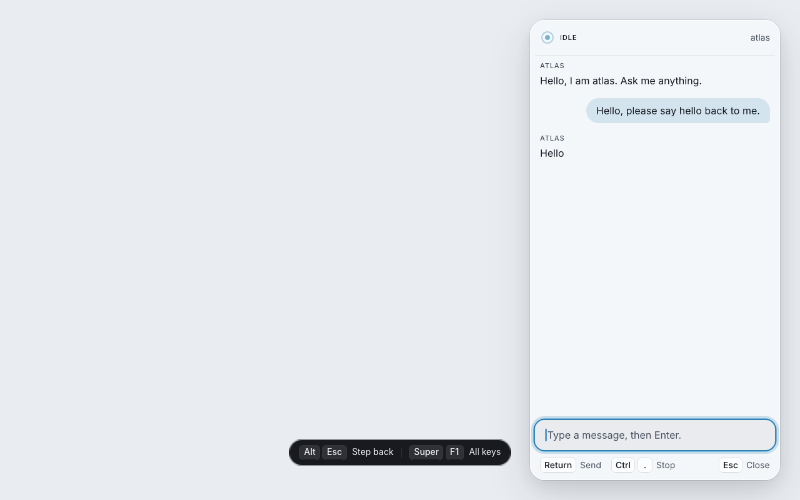 IDLE
atlas
ATLAS
Hello, I am atlas. Ask me anything.
Hello, please say hello back to me.
ATLAS
Hello
Type a message, then Enter.
Return Send Ctrl . Stop Esc Close
Alt Esc Step back Super F1 All keys